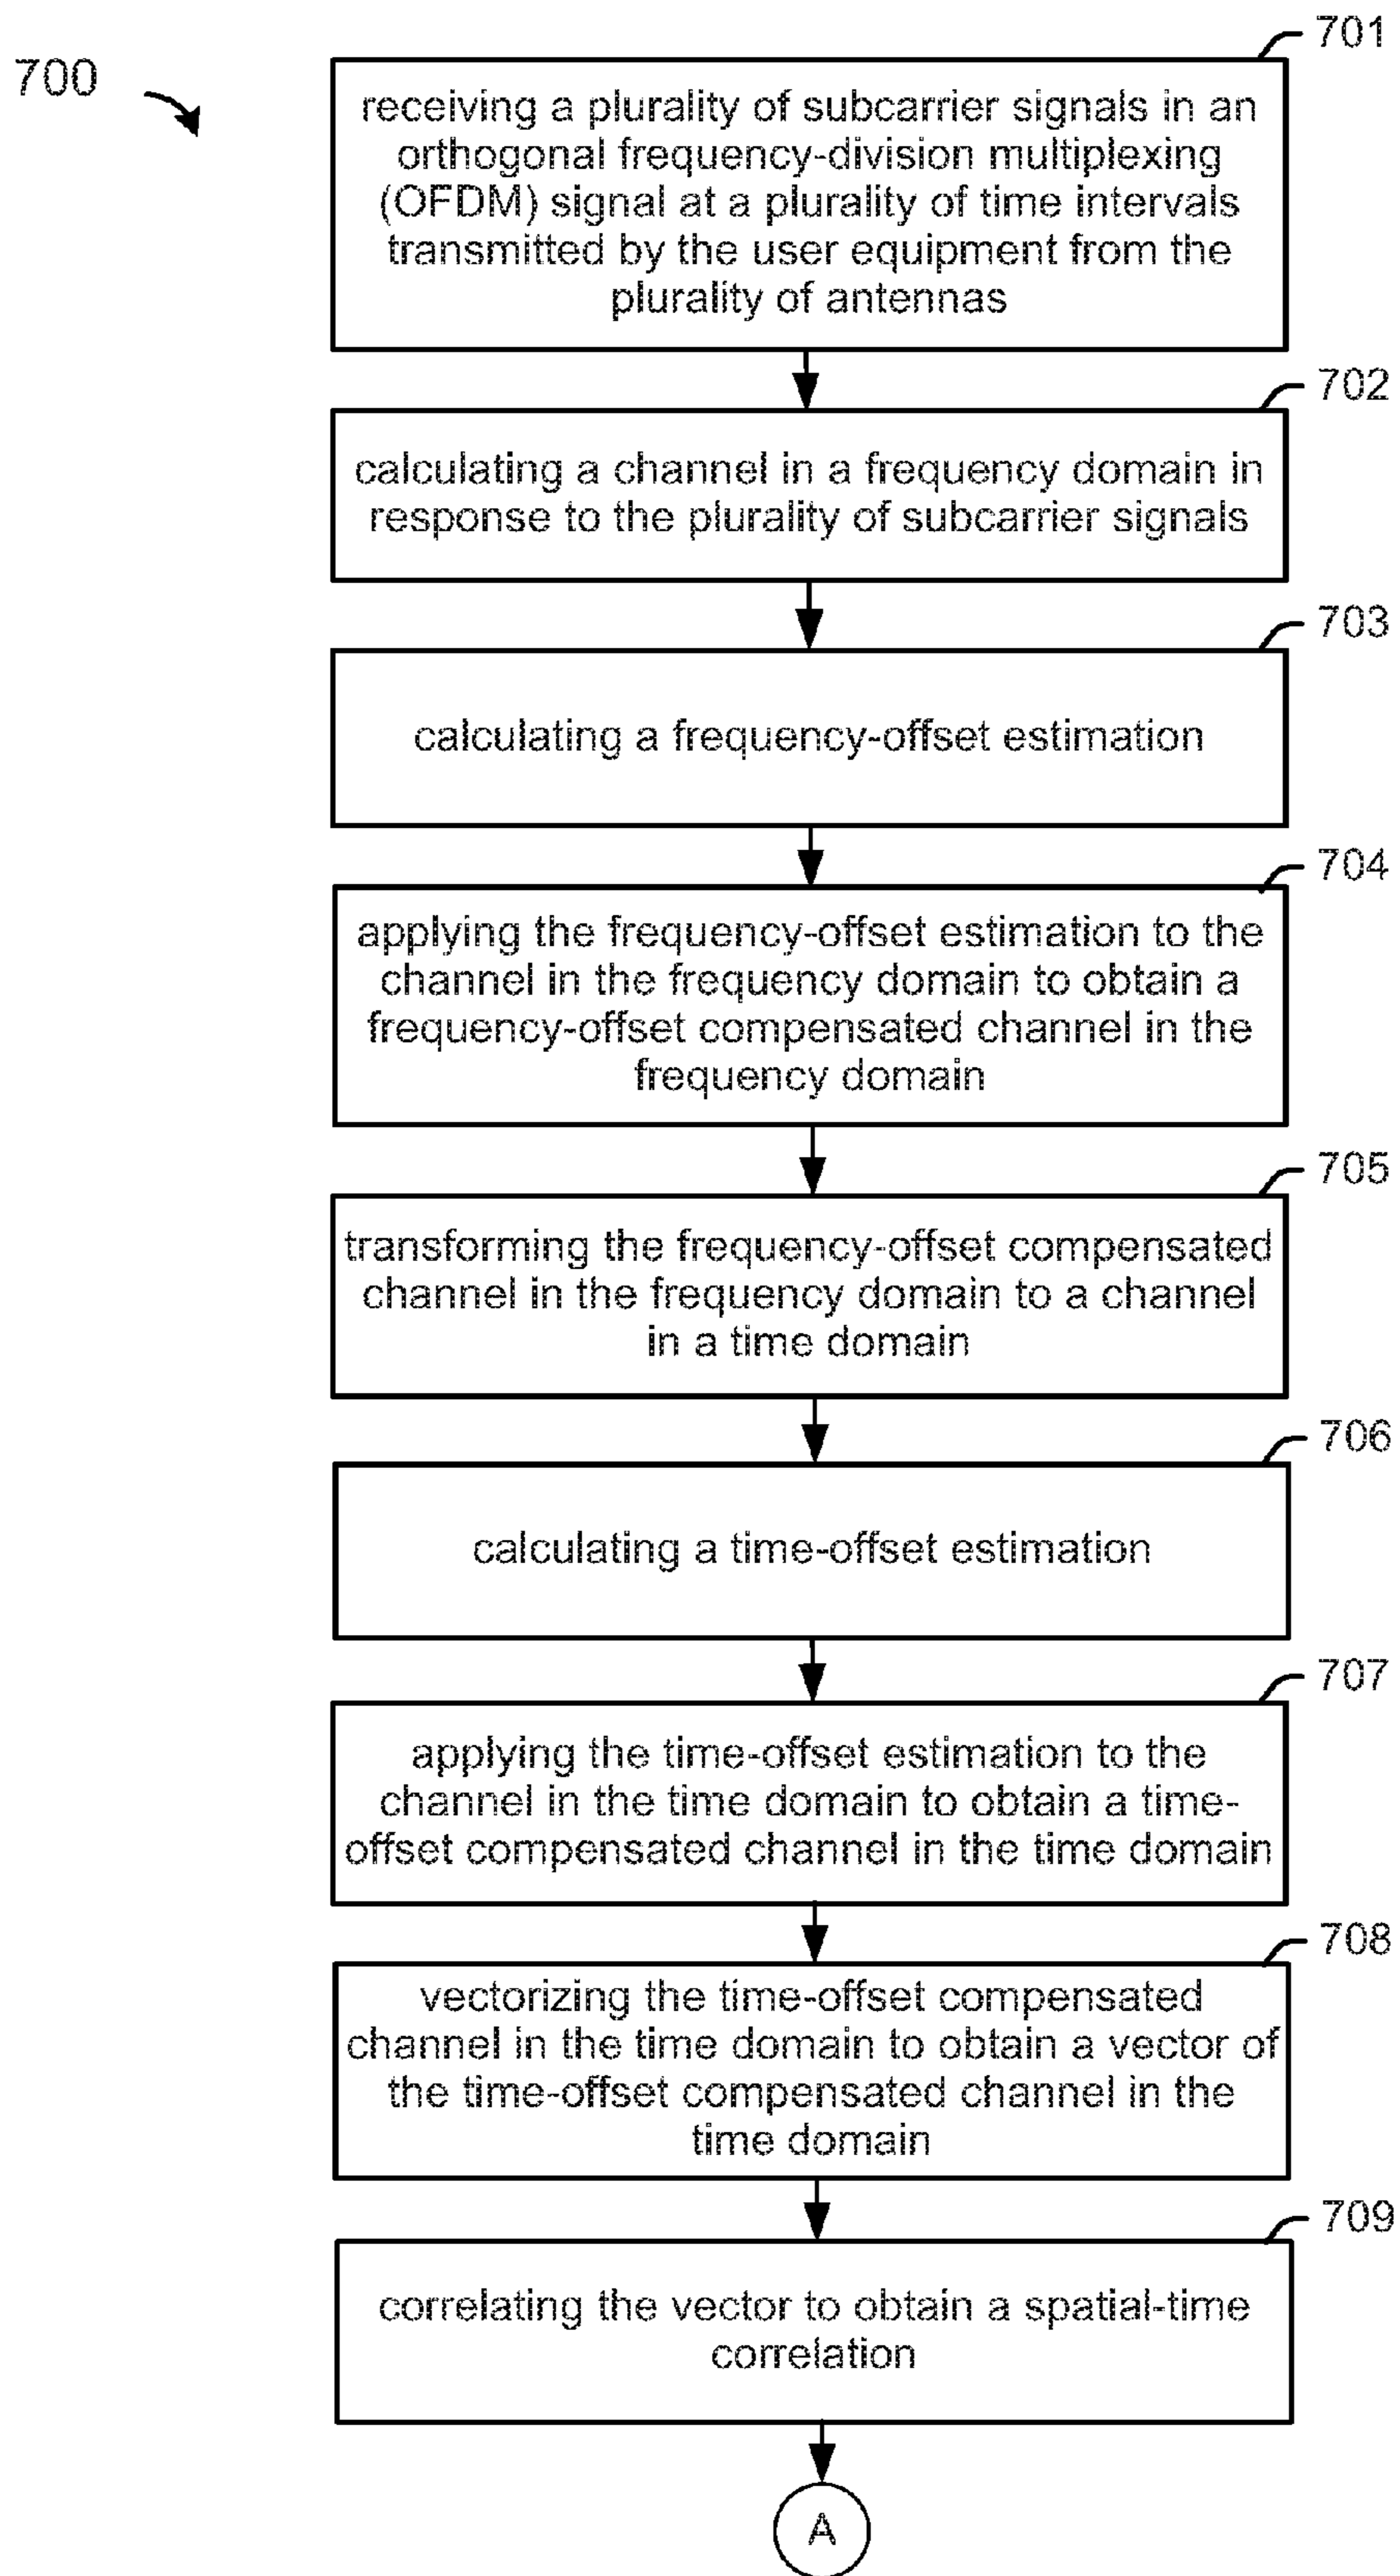 700
701
receiving a plurality of subcarrier signals in an
orthogonal frequency-division multiplexing
(OFDM) signal at a plurality of time intervals
transmitted by the user equipment from the
plurality of antennas
702
calculating a channel in a frequency domain in
response to the plurality of subcarrier signals
703
calculating a frequency-offset estimation
704
applying the frequency-offset estimation to the
channel in the frequency domain to obtain a
frequency-offset compensated channel in the
frequency domain
705
transforming the frequency-offset compensated
channel in the frequency domain to a channel
in a time domain
706
calculating a time-offset estimation
707
applying the time-offset estimation to the
channel in the time domain to obtain a time-
offset compensated channel in the time domain
708
vectorizing the time-offset compensated
channel in the time domain to obtain a vector of
the time-offset compensated channel in the
time domain
709
correlating the vector to obtain a spatial-time
correlation
A